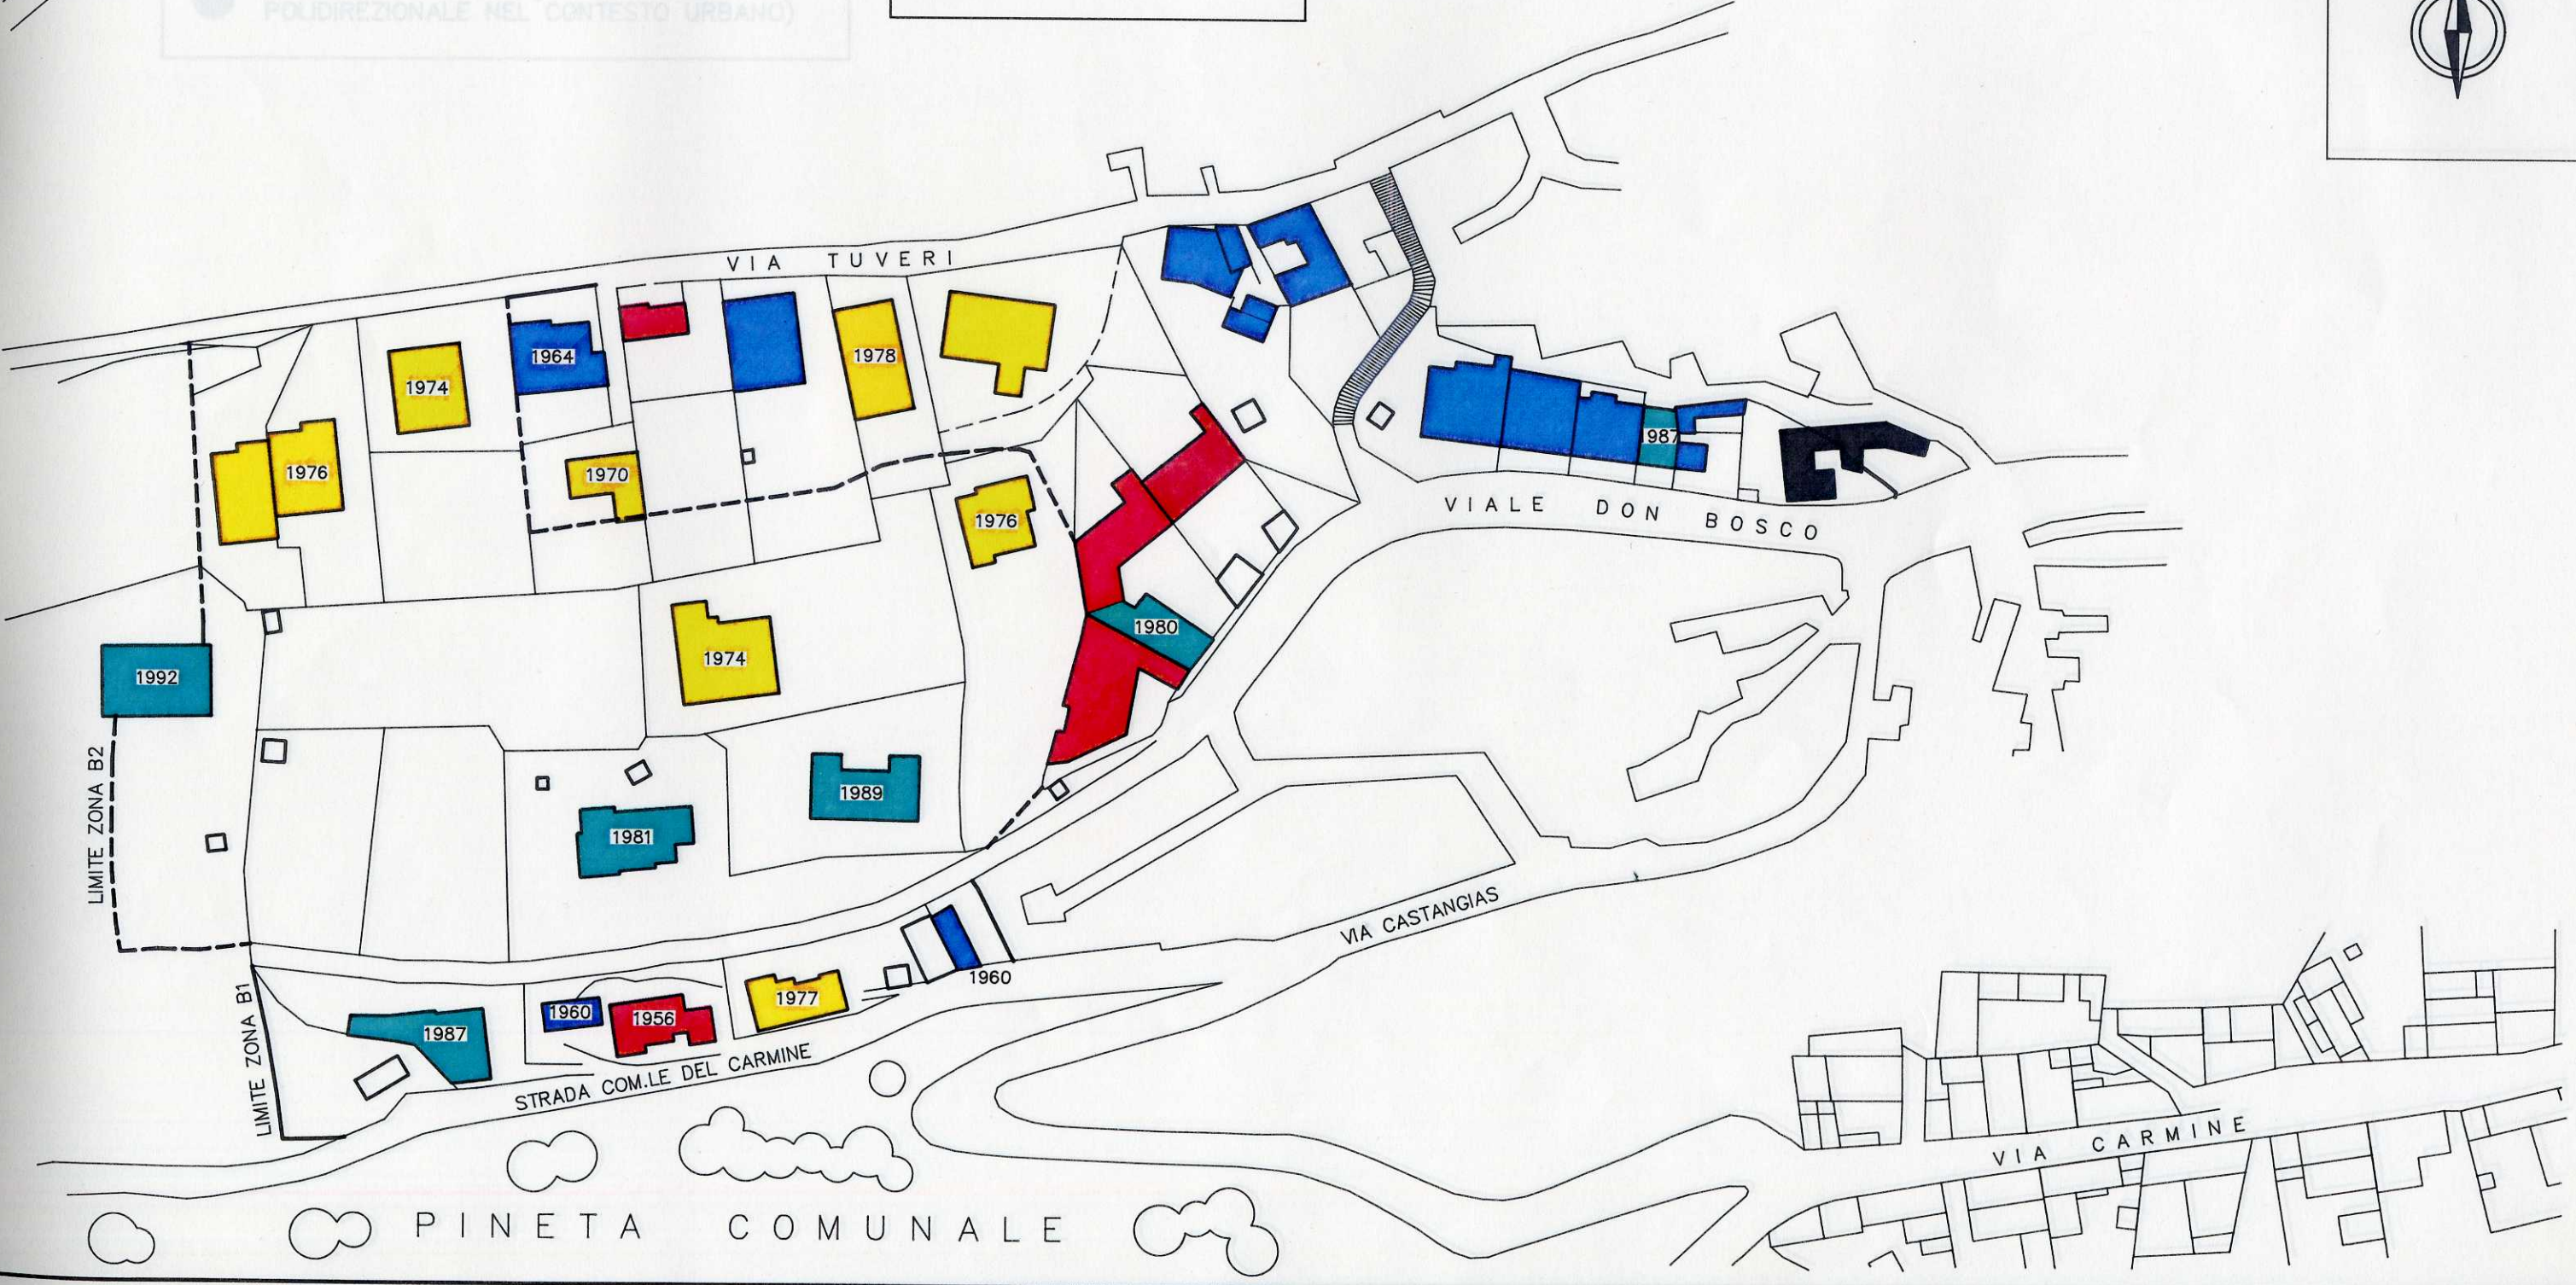 POLIDIREZIONALE NEL CONTESTO URBANO)
VIA TUVERI
1964
1978
1974
1976
1970
1976
1987
VIALE DON BOSCO
1980
1974
1992
LIMITE ZONA B2
1989
1981
VIA CASTANGIAS
1960
1977
1960
1956
1987
LIMITE ZONA B1
STRADA COM.LE DEL CARMINE
VIA CARMINE
PINETA COMUNALE